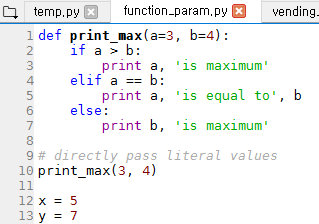 temp.py function_param.py vending_
1 def print_max(a=3, b=4):
2     if a > b:
3         print a, 'is maximum'
4     elif a == b:
5         print a, 'is equal to', b
6     else:
7         print b, 'is maximum'
8
9 # directly pass literal values
10 print_max(3, 4)
11
12 x = 5
13 y = 7